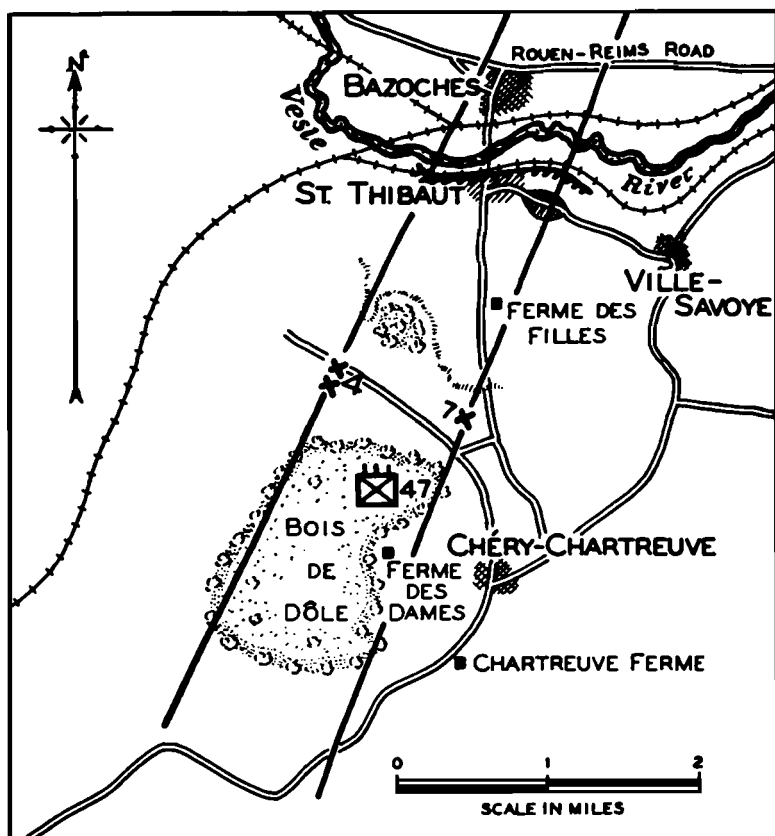 N
ROUEN-REIMS ROAD
BAZOCHES
Vesle
River
ST. THIBAUT
VILLE-
SAVOYE
FERME DES
FILLES
4
7
47
BOIS
DE
DÔLE
CHÉRY-CHARTREUVE
FERME
DES
DAMES
CHARTREUVE FERME
0 1 2
SCALE IN MILES